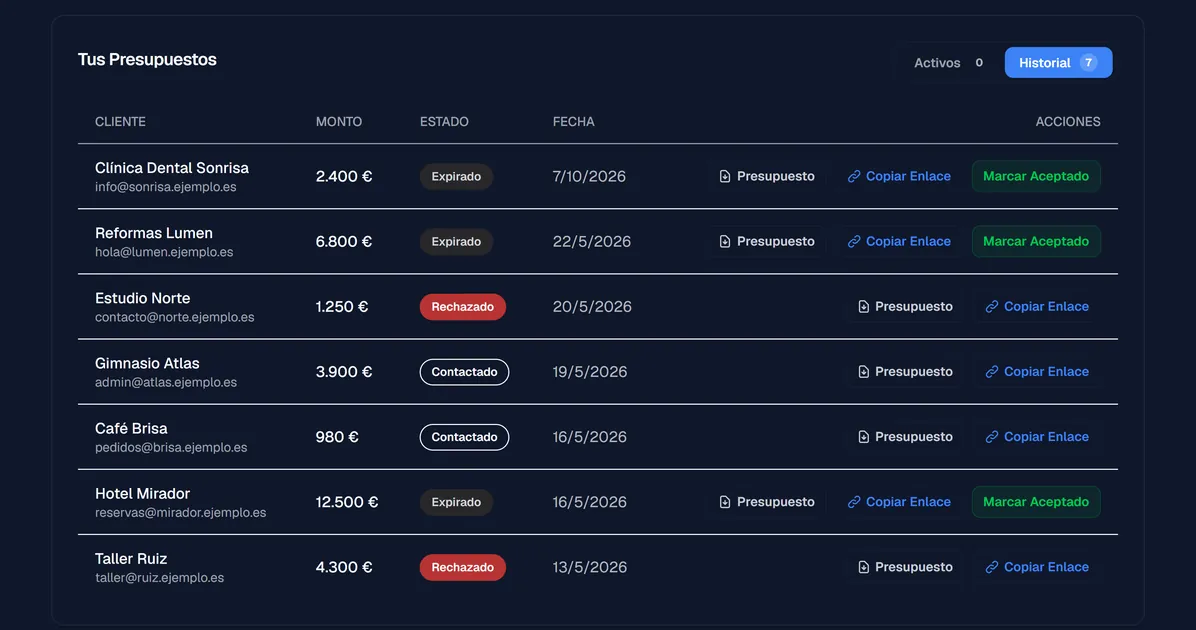 Tus Presupuestos
Activos 0 Historial 7
CLIENTE MONTO ESTADO FECHA ACCIONES
Clínica Dental Sonrisa
info@sonrisa.ejemplo.es
2.400 € Expirado 7/10/2026 Presupuesto Copiar Enlace Marcar Aceptado
Reformas Lumen
hola@lumen.ejemplo.es
6.800 € Expirado 22/5/2026 Presupuesto Copiar Enlace Marcar Aceptado
Estudio Norte
contacto@norte.ejemplo.es
1.250 € Rechazado 20/5/2026 Presupuesto Copiar Enlace
Gimnasio Atlas
admin@atlas.ejemplo.es
3.900 € Contactado 19/5/2026 Presupuesto Copiar Enlace
Café Brisa
pedidos@brisa.ejemplo.es
980 € Contactado 16/5/2026 Presupuesto Copiar Enlace
Hotel Mirador
reservas@mirador.ejemplo.es
12.500 € Expirado 16/5/2026 Presupuesto Copiar Enlace Marcar Aceptado
Taller Ruiz
taller@ruiz.ejemplo.es
4.300 € Rechazado 13/5/2026 Presupuesto Copiar Enlace